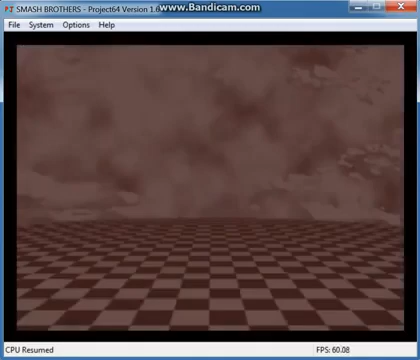 SMASH BROTHERS - Project64 Version 1.6
www.Bandicam.com
File System Options Help
CPU Resumed FPS: 60.08